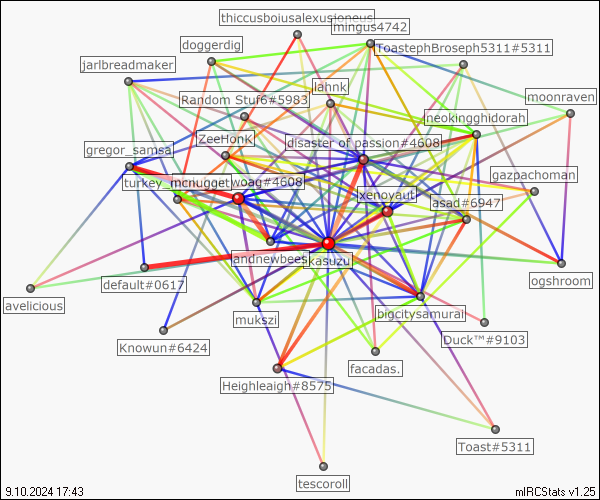 thiccusboiusalexusioneus
mingus4742
doggerdig
ToastephBroseph5311#5311
jarlbreadmaker
lahnk
moonraven
Random Stuf6#5983
neokingghidorah
ZeeHonk
disaster of passion#4608
gregor_samsa
gazpachoman
turkey_mcnugget
woag#4608
xenoyaut
asad#6947
andnewbees
kasuzu
default#0617
ogshroom
avelicious
mukszi
bigcitysamurai
Knowun#6424
Duck™#9103
facadas.
Heighleaigh#8575
Toast#5311
tescoroll
9.10.2024 17:43
mIRCStats v1.25